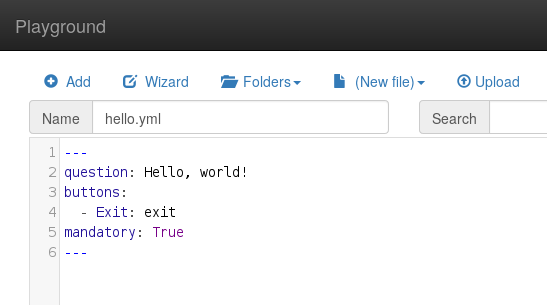 Playground
Add Wizard Folders (New file) Upload
Name hello.yml Search
1 ---
2 question: Hello, world!
3 buttons:
4   - Exit: exit
5 mandatory: True
6 ---